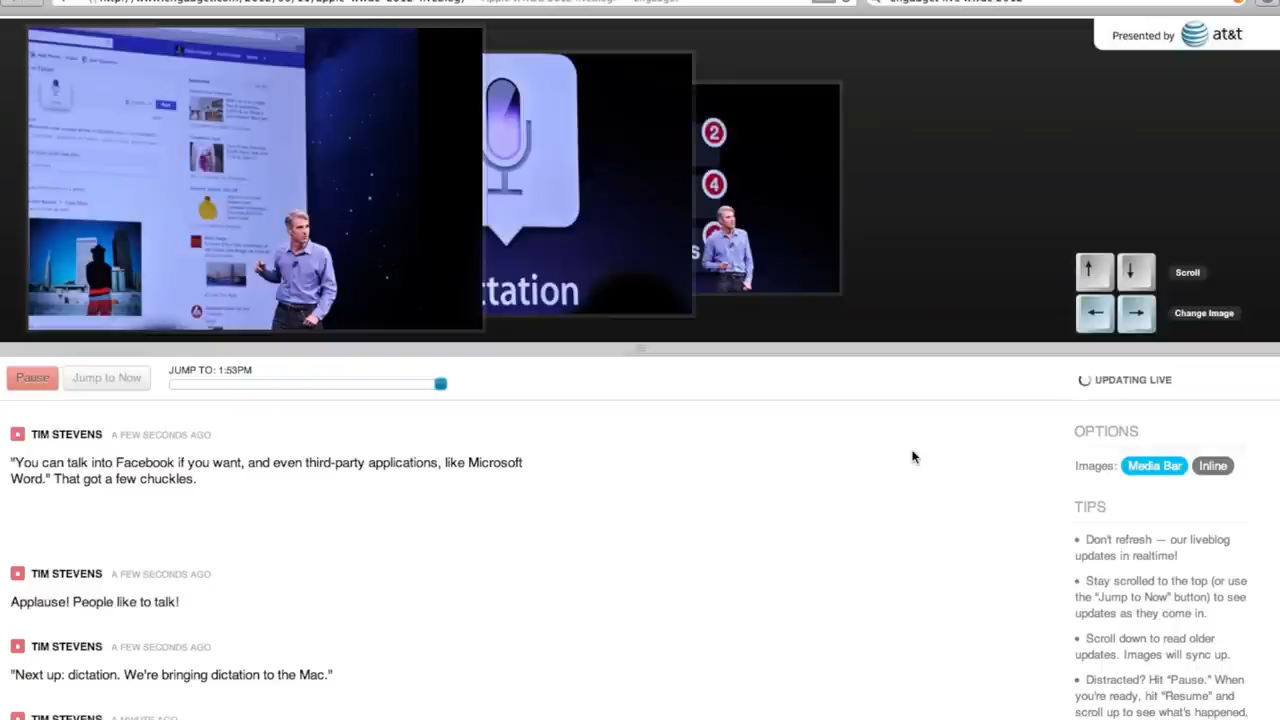 Presented by at&t
2
4
tation
Scroll
Change Image
Pause
Jump to Now
JUMP TO: 1:53PM
UPDATING LIVE
TIM STEVENS A FEW SECONDS AGO
"You can talk into Facebook if you want, and even third-party applications, like Microsoft
Word." That got a few chuckles.
TIM STEVENS A FEW SECONDS AGO
Applause! People like to talk!
TIM STEVENS A FEW SECONDS AGO
"Next up: dictation. We're bringing dictation to the Mac."
TIM STEVENS A MINUTE AGO
OPTIONS
Images: Media Bar Inline
TIPS
• Don't refresh — our liveblog
updates in realtime!
• Stay scrolled to the top (or use
the "Jump to Now" button) to see
updates as they come in.
• Scroll down to read older
updates. Images will sync up.
• Distracted? Hit "Pause." When
you're ready, hit "Resume" and
scroll up to see what's happened.